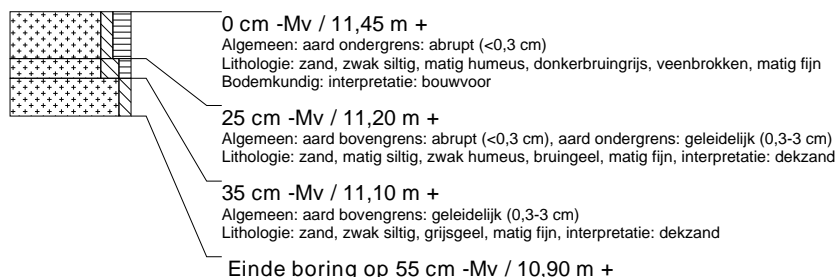 0 cm -Mv / 11,45 m +
Algemeen: aard ondergrens: abrupt (<0,3 cm)
Lithologie: zand, zwak siltig, matig humeus, donkerbruingrijs, veenbrokken, matig fijn
Bodemkundig: interpretatie: bouwvoor
25 cm -Mv / 11,20 m +
Algemeen: aard bovengrens: abrupt (<0,3 cm), aard ondergrens: geleidelijk (0,3-3 cm)
Lithologie: zand, matig siltig, zwak humeus, bruingeel, matig fijn, interpretatie: dekzand
35 cm -Mv / 11,10 m +
Algemeen: aard bovengrens: geleidelijk (0,3-3 cm)
Lithologie: zand, zwak siltig, grijsgeel, matig fijn, interpretatie: dekzand
Einde boring op 55 cm -Mv / 10,90 m +